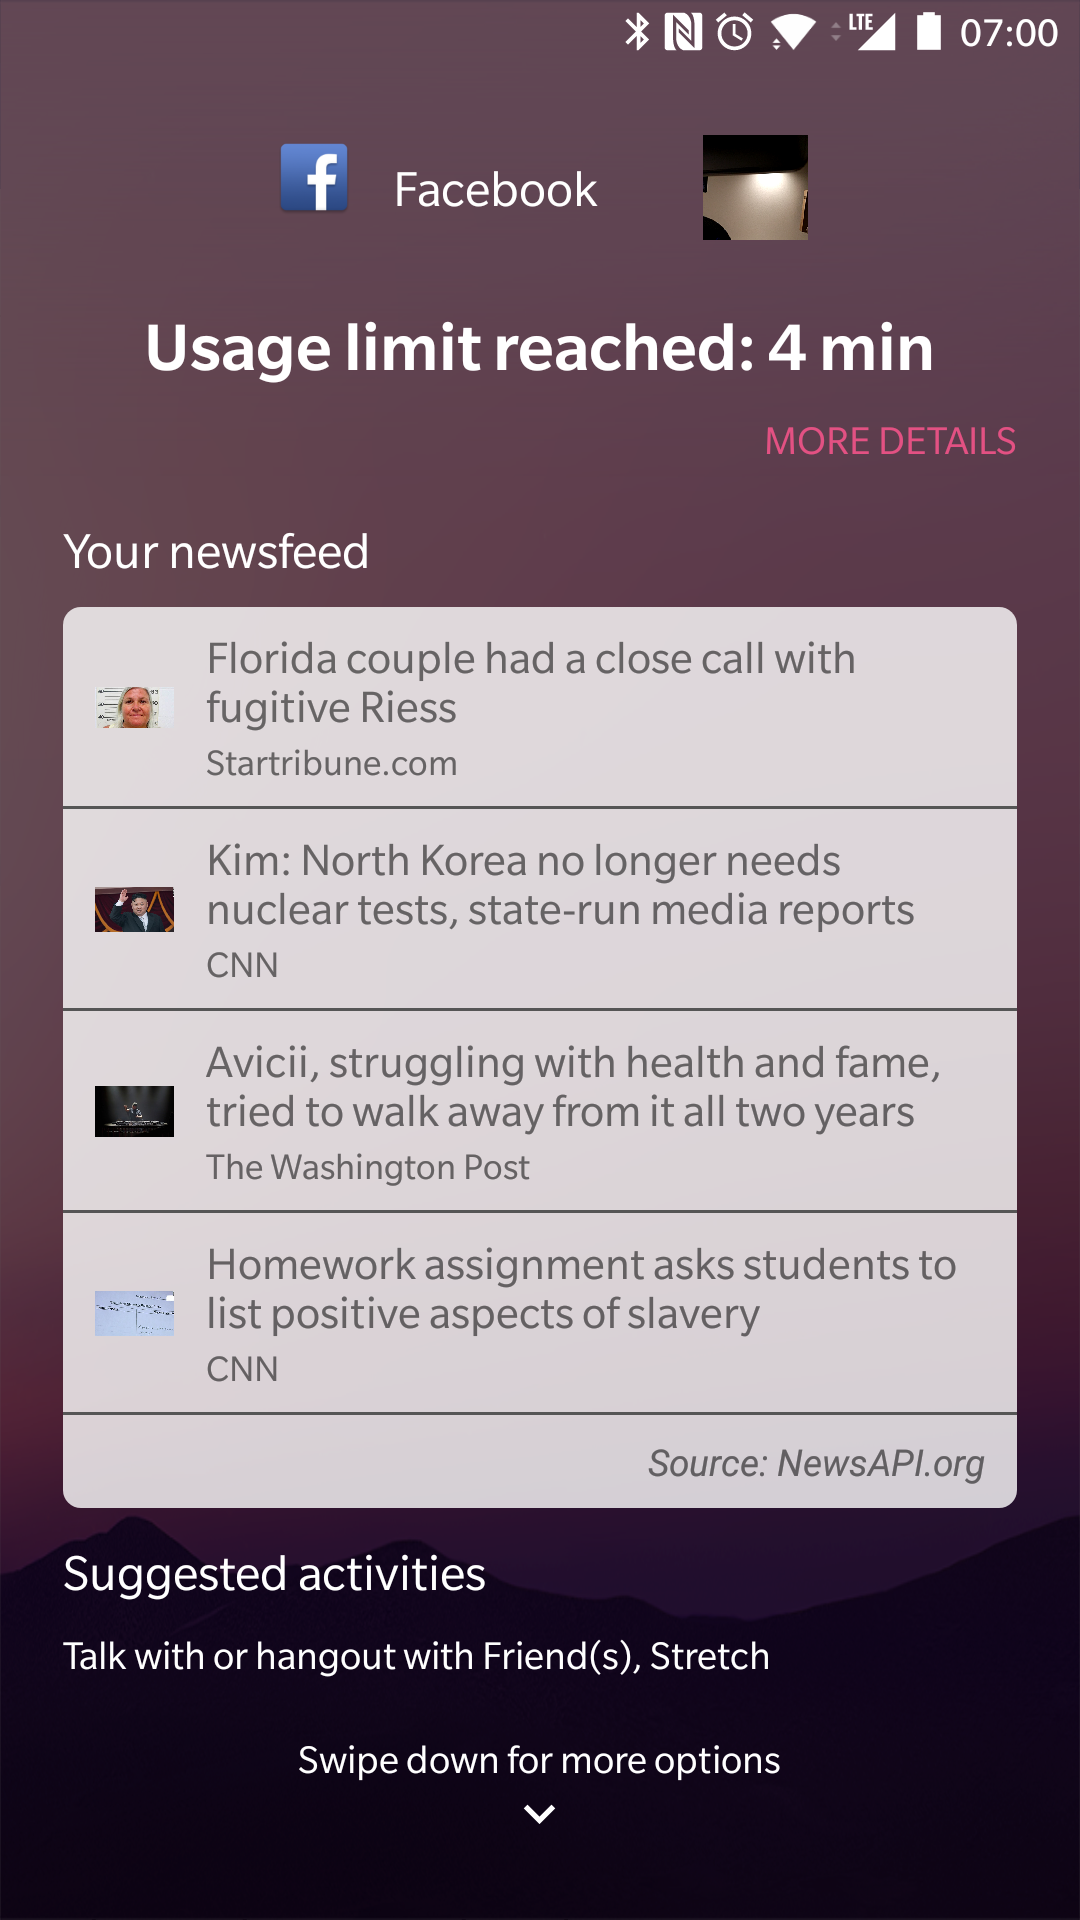 LTE 07:00
Facebook
Usage limit reached: 4 min
MORE DETAILS
Your newsfeed
Florida couple had a close call with
fugitive Riess
Startribune.com
Kim: North Korea no longer needs
nuclear tests, state-run media reports
CNN
Avicii, struggling with health and fame,
tried to walk away from it all two years
The Washington Post
Homework assignment asks students to
list positive aspects of slavery
CNN
Source: NewsAPI.org
Suggested activities
Talk with or hangout with Friend(s), Stretch
Swipe down for more options